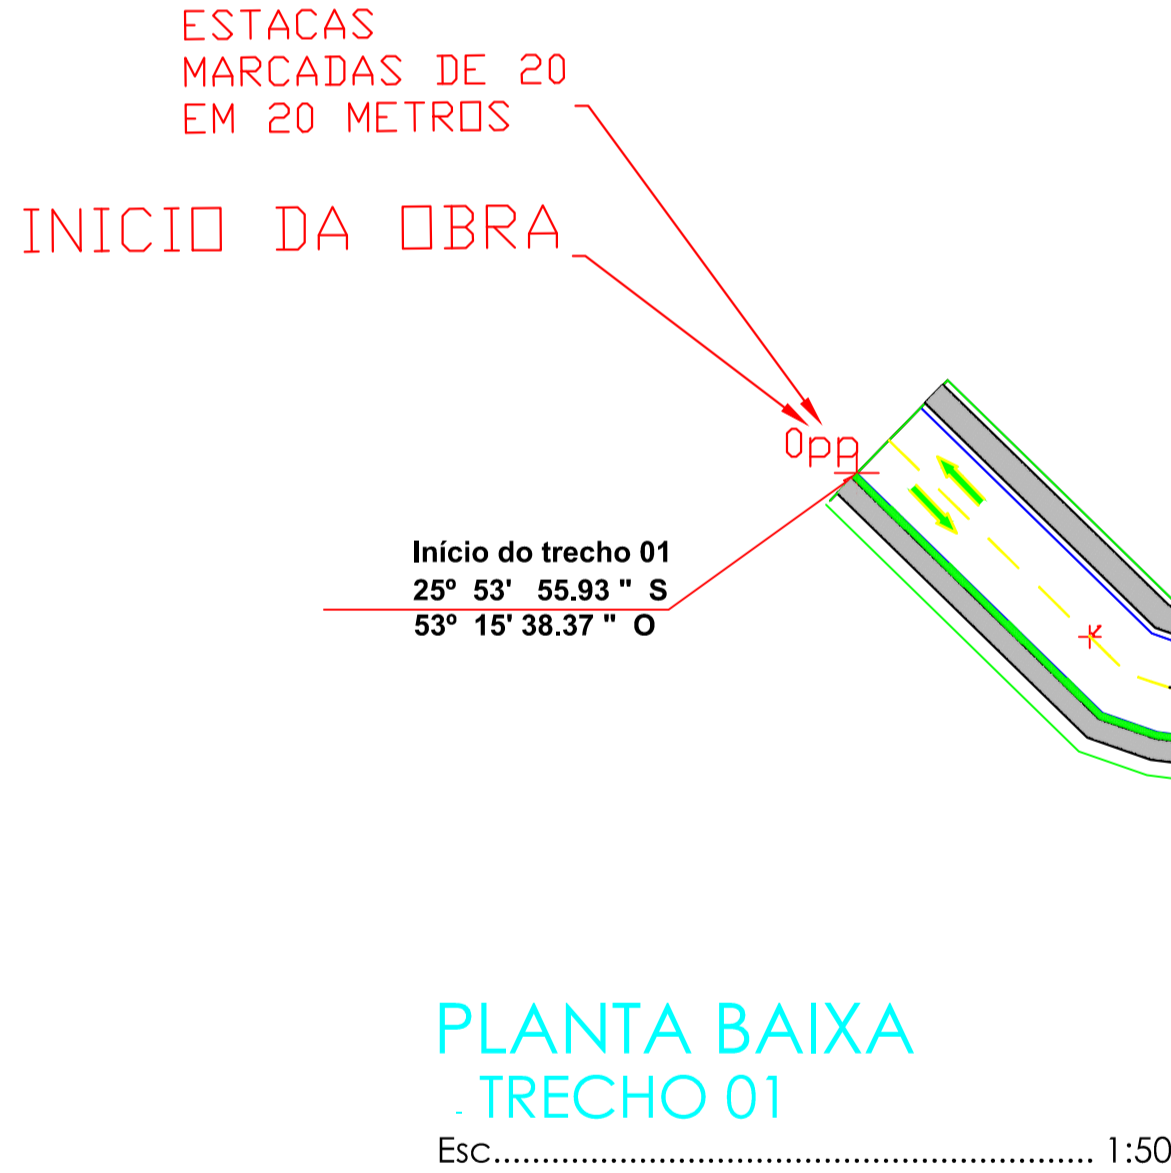 ESTACAS
MARCADAS DE 20
EM 20 METROS
INICIO DA OBRA
0pp
Início do trecho 01
25º 53' 55.93 " S
53º 15' 38.37 " O
PLANTA BAIXA
- TRECHO 01
Esc.................................................................. 1:50